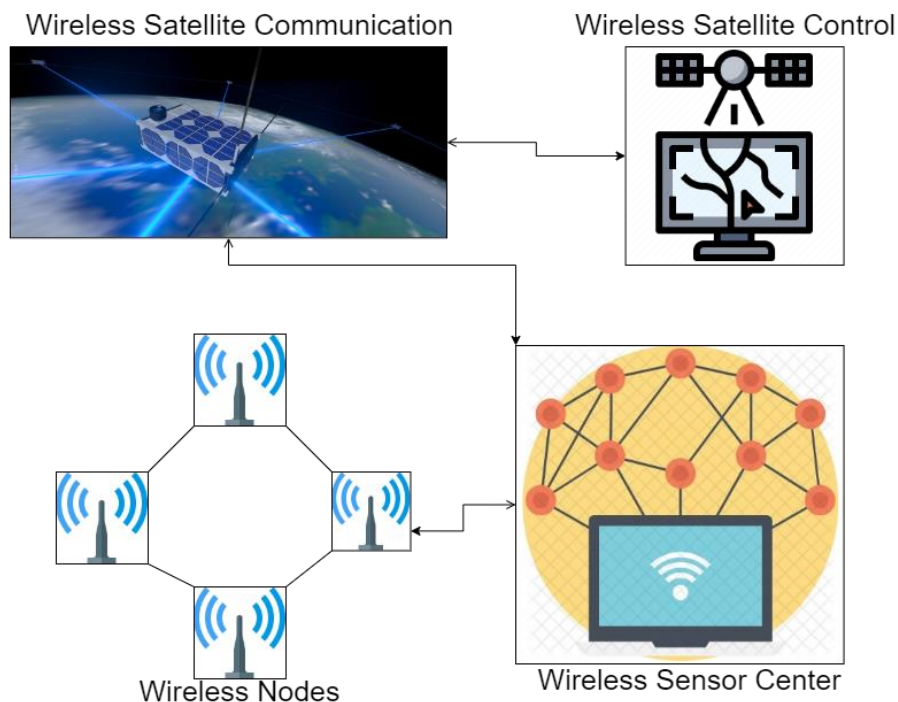 Wireless Satellite Communication
Wireless Satellite Control
Wireless Nodes
Wireless Sensor Center